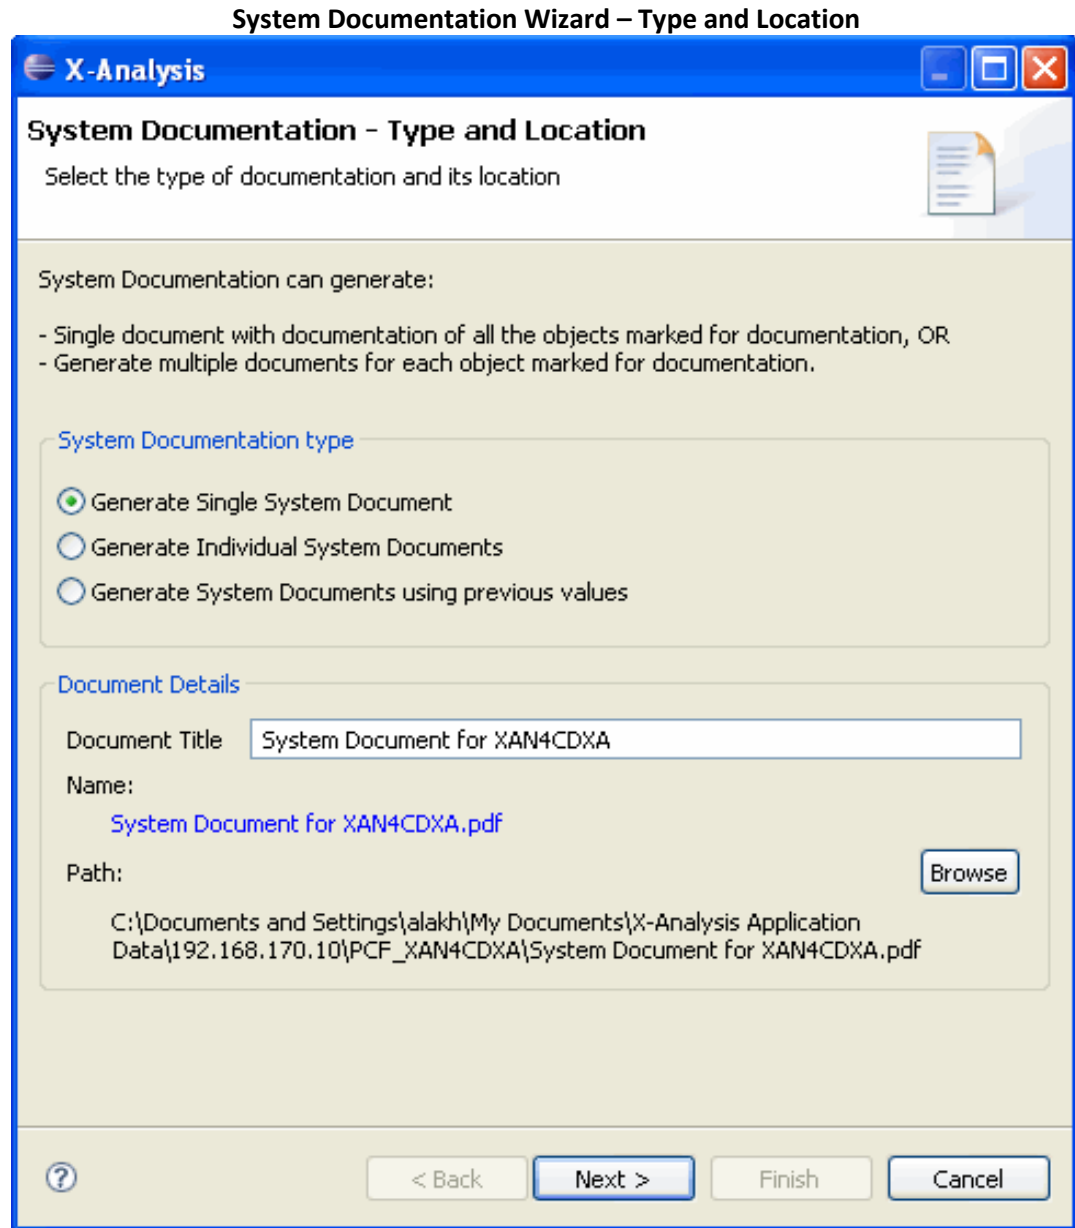 System Documentation Wizard – Type and Location
X-Analysis
System Documentation - Type and Location
Select the type of documentation and its location
System Documentation can generate:
- Single document with documentation of all the objects marked for documentation, OR
- Generate multiple documents for each object marked for documentation.
System Documentation type
Generate Single System Document
Generate Individual System Documents
Generate System Documents using previous values
Document Details
Document Title System Document for XAN4CDXA
Name:
System Document for XAN4CDXA.pdf
Path: Browse
C:\Documents and Settings\alakh\My Documents\X-Analysis Application
Data\192.168.170.10\PCF_XAN4CDXA\System Document for XAN4CDXA.pdf
? < Back Next > Finish Cancel